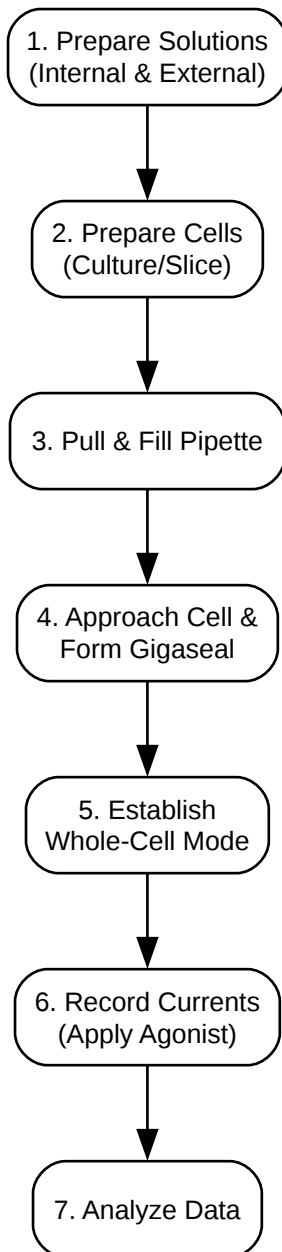 1. Prepare Solutions
(Internal & External)
2. Prepare Cells
(Culture/Slice)
3. Pull & Fill Pipette
4. Approach Cell &
Form Gigaseal
5. Establish
Whole-Cell Mode
6. Record Currents
(Apply Agonist)
7. Analyze Data